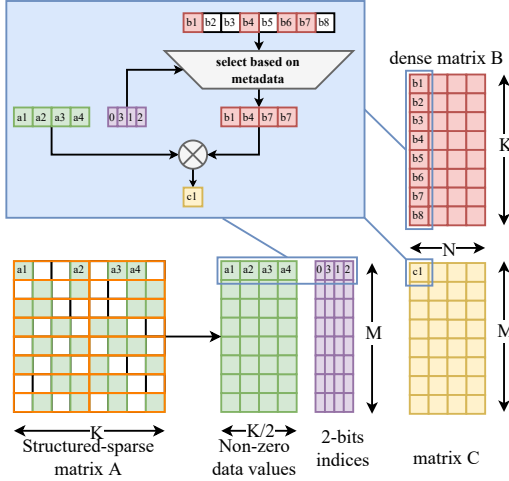 b1 b2 b3 b4 b5 b6 b7 b8
select based on
metadata
a1 a2 a3 a4
0 3 1 2
b1 b4 b7 b7
c1
dense matrix B
b1
b2
b3
b4
b5
b6
b7
b8
K
N
a1 a2 a3 a4
a1 a2 a3 a4
0 3 1 2
M
c1
M
K
Structured-sparse
matrix A
K/2
Non-zero
data values
2-bits
indices
matrix C